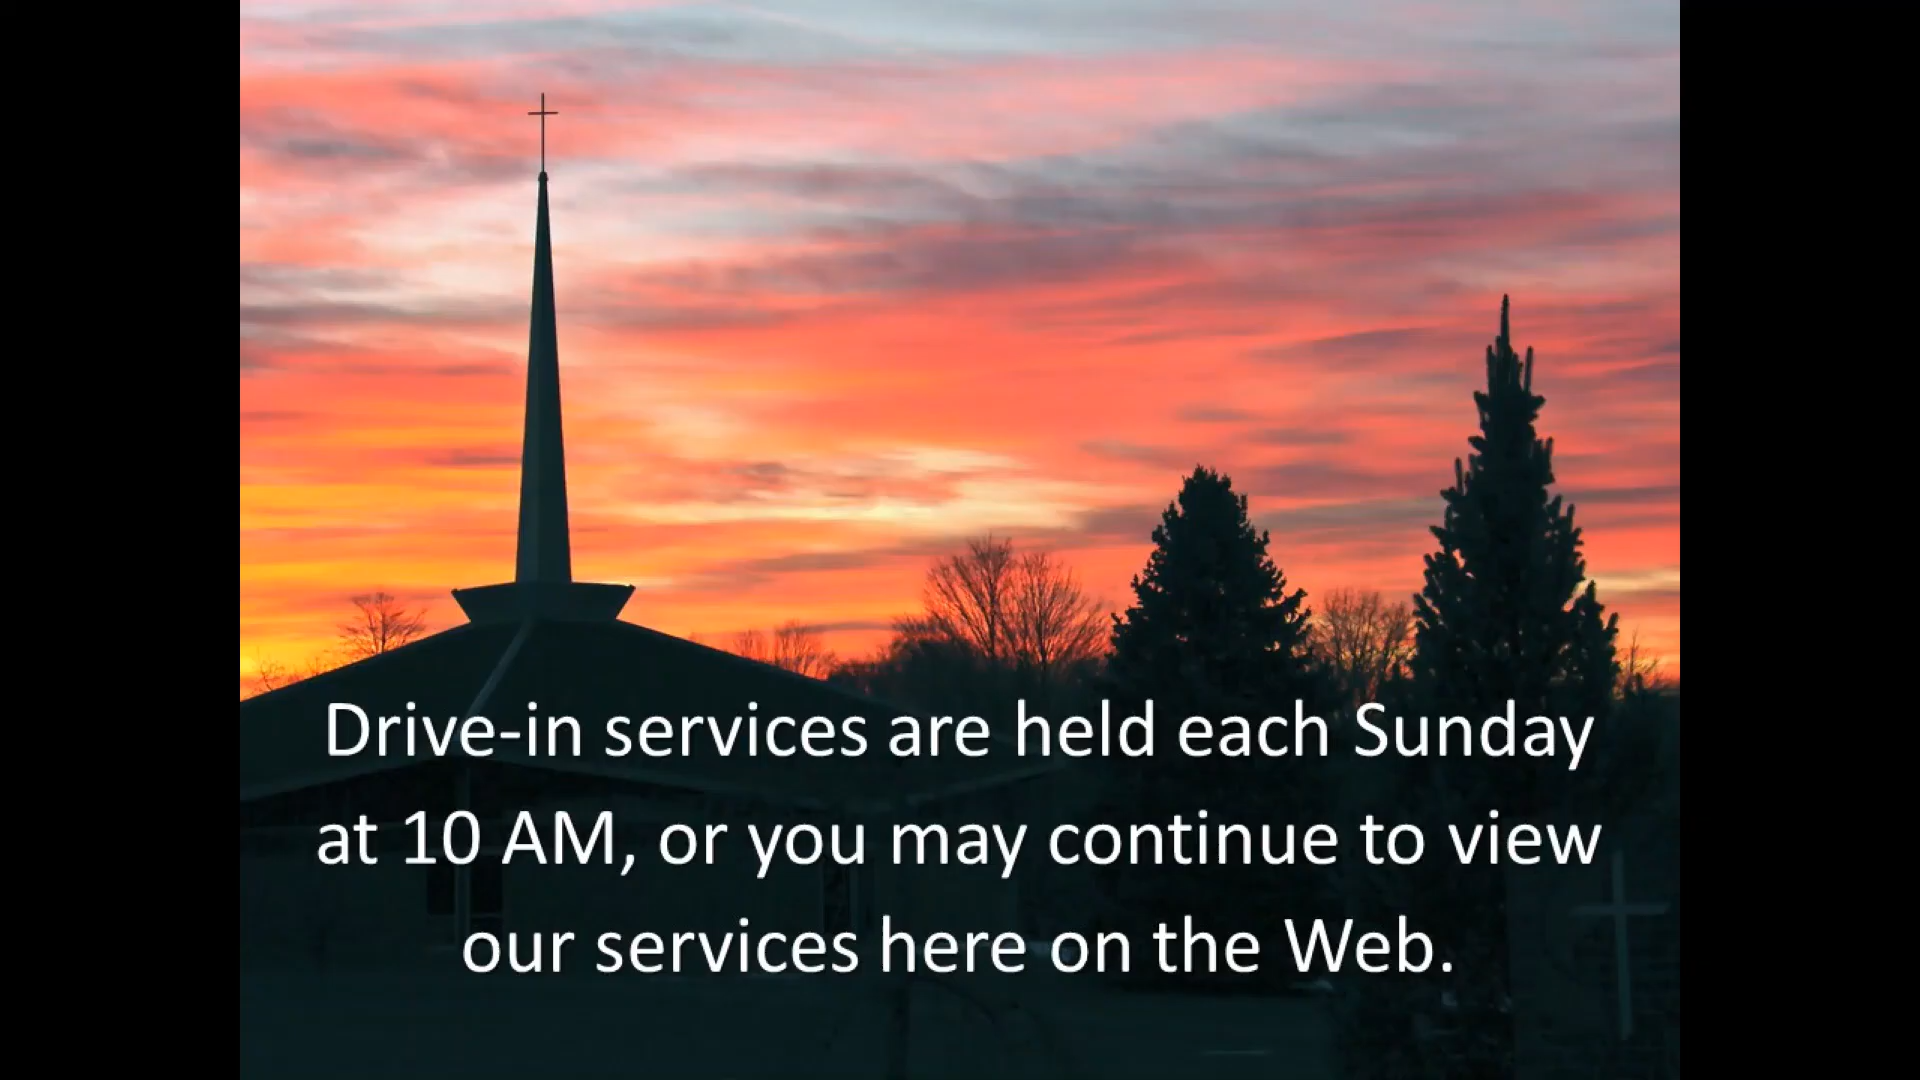 Drive-in services are held each Sunday
at 10 AM, or you may continue to view
our services here on the Web.